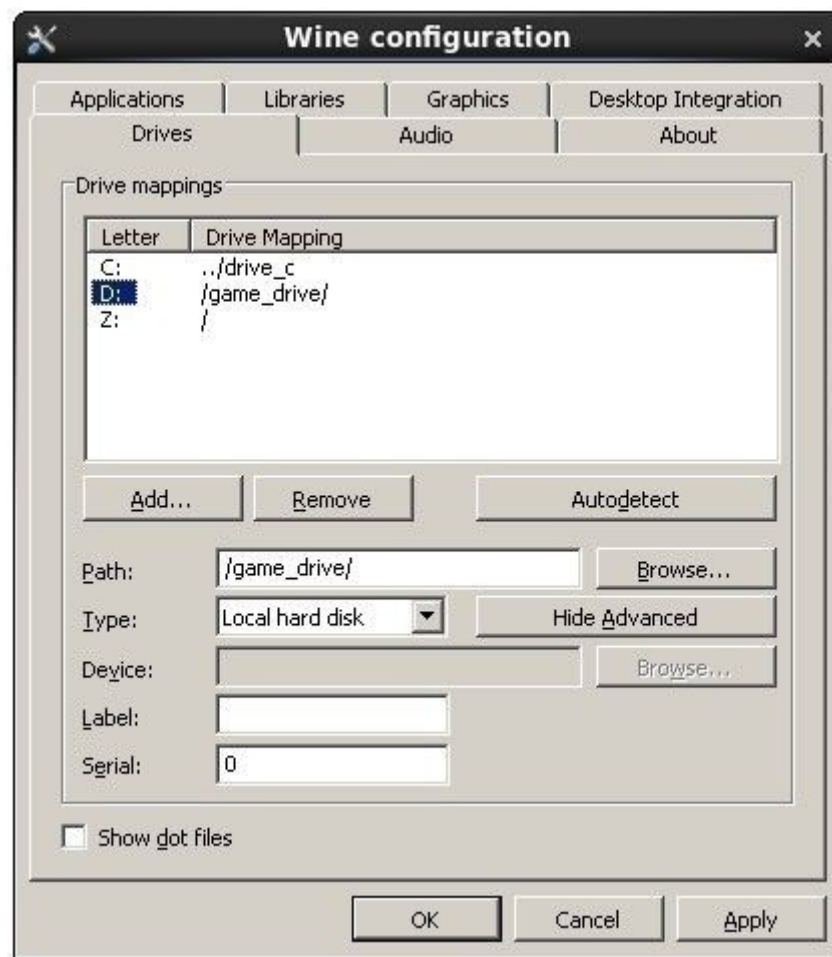 Wine configuration
Applications Libraries Graphics Desktop Integration
Drives Audio About
Drive mappings
Letter Drive Mapping
C: ../drive_c
D: /game_drive/
Z: /
Add... Remove Autodetect
Path: /game_drive/ Browse...
Type: Local hard disk Hide Advanced
Device: Browse...
Label:
Serial: 0
Show dot files
OK Cancel Apply